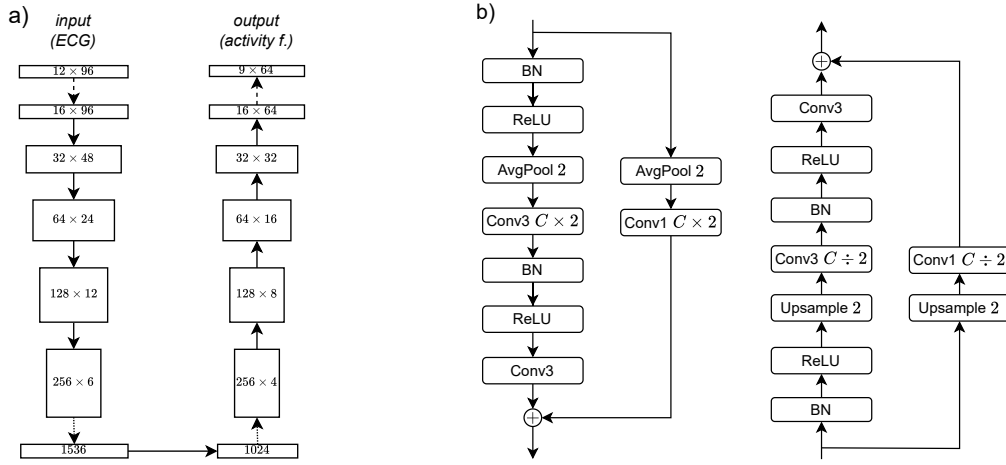 a)
input
(ECG)
output
(activity f.)
12 × 96
9 × 64
16 × 96
16 × 64
32 × 48
32 × 32
64 × 24
64 × 16
128 × 12
128 × 8
256 × 6
256 × 4
1536
1024
b)
BN
ReLU
AvgPool 2
Conv3 C × 2
BN
ReLU
Conv3
AvgPool 2
Conv1 C × 2
Conv3
ReLU
BN
Conv3 C ÷ 2
Upsample 2
ReLU
BN
Conv1 C ÷ 2
Upsample 2